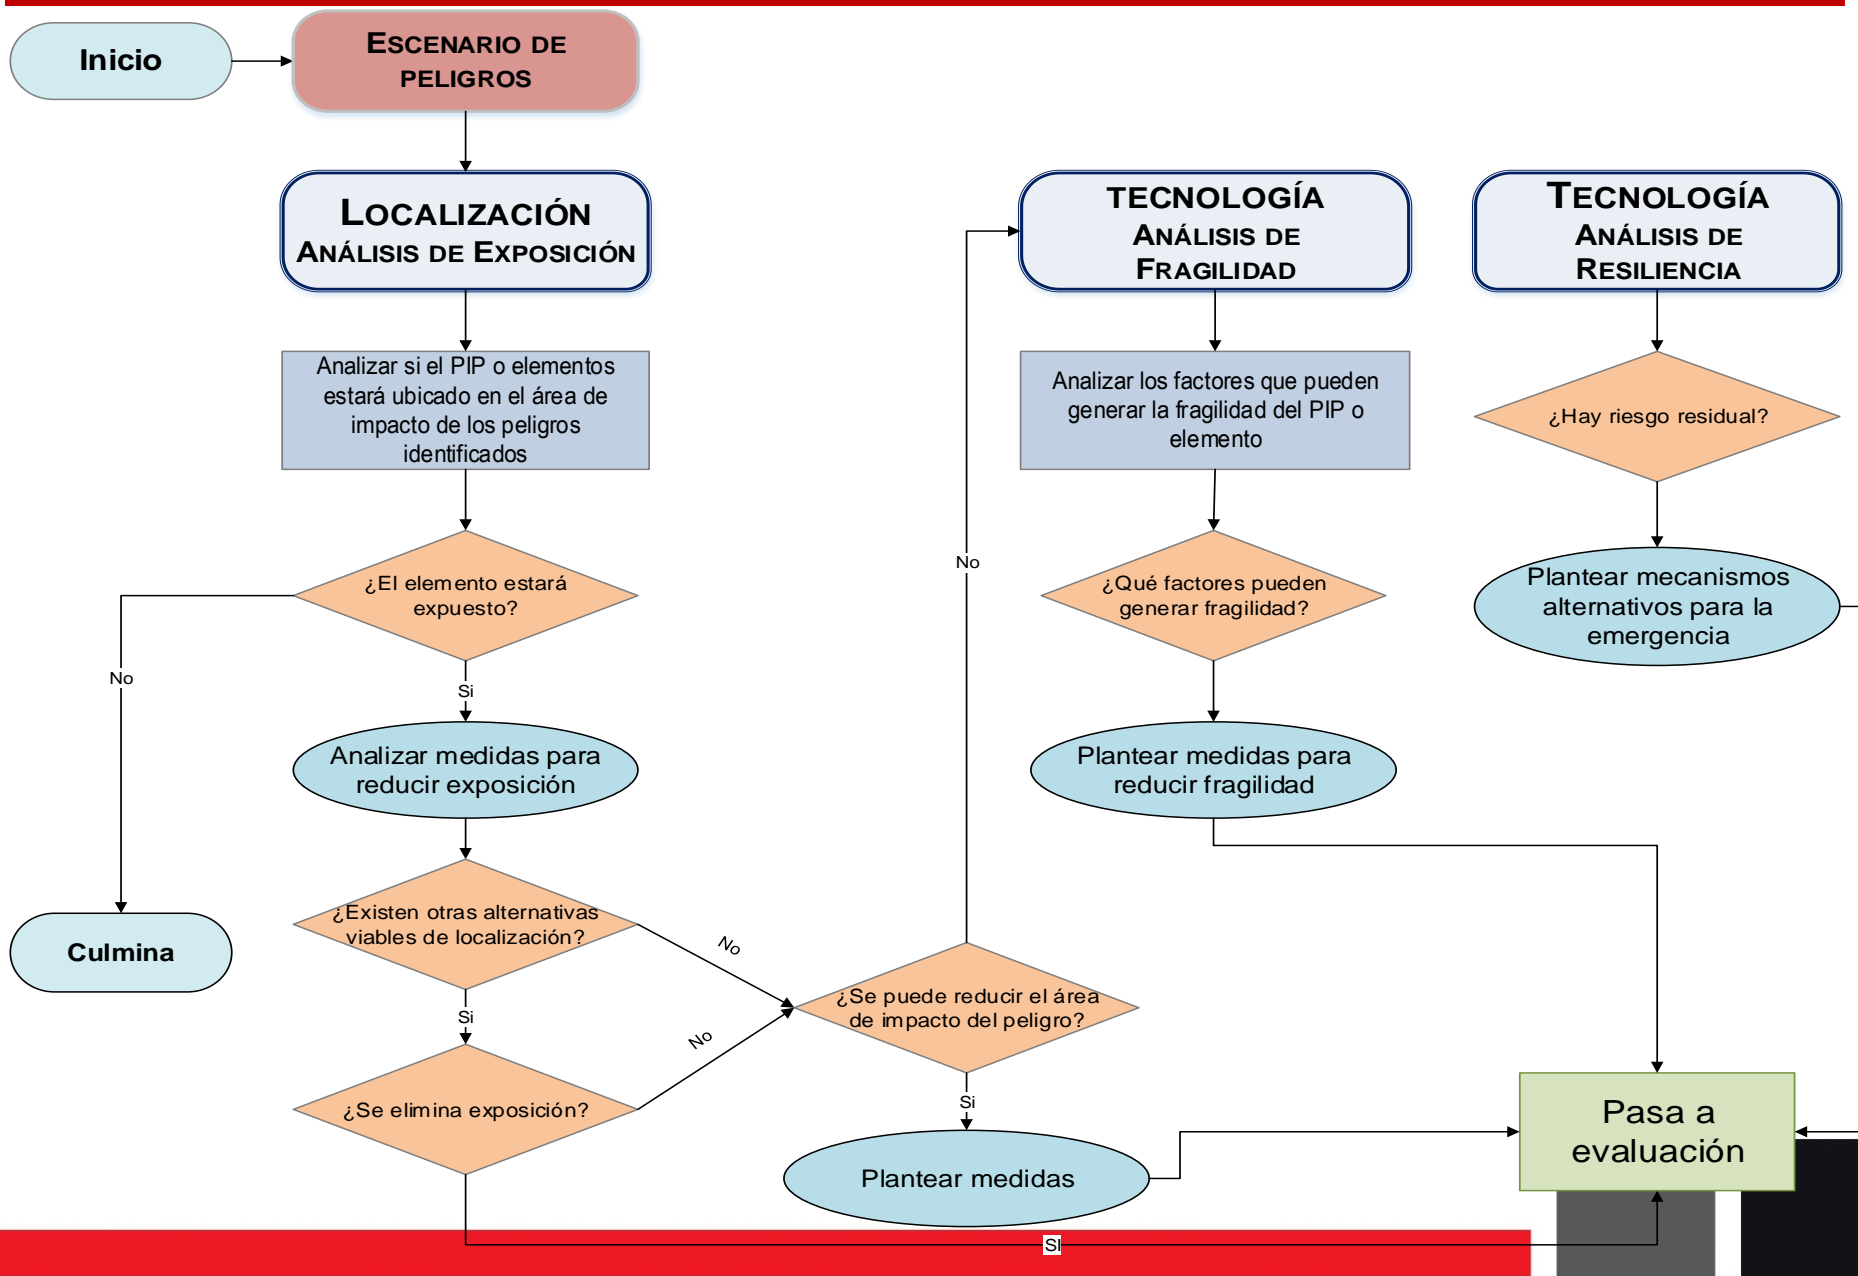 Inicio
ESCENARIO DE
PELIGROS
LOCALIZACIÓN
ANÁLISIS DE EXPOSICIÓN
Analizar si el PIP o elementos
estará ubicado en el área de
impacto de los peligros
identificados
¿El elemento estará
expuesto?
No
Si
Analizar medidas para
reducir exposición
Culmina
¿Existen otras alternativas
viables de localización?
No
Si
¿Se elimina exposición?
No
SI
¿Se puede reducir el área
de impacto del peligro?
No
Si
Plantear medidas
TECNOLOGÍA
ANÁLISIS DE
FRAGILIDAD
Analizar los factores que pueden
generar la fragilidad del PIP o
elemento
¿Qué factores pueden
generar fragilidad?
Plantear medidas para
reducir fragilidad
TECNOLOGÍA
ANÁLISIS DE
RESILIENCIA
¿Hay riesgo residual?
Plantear mecanismos
alternativos para la
emergencia
Pasa a
evaluación